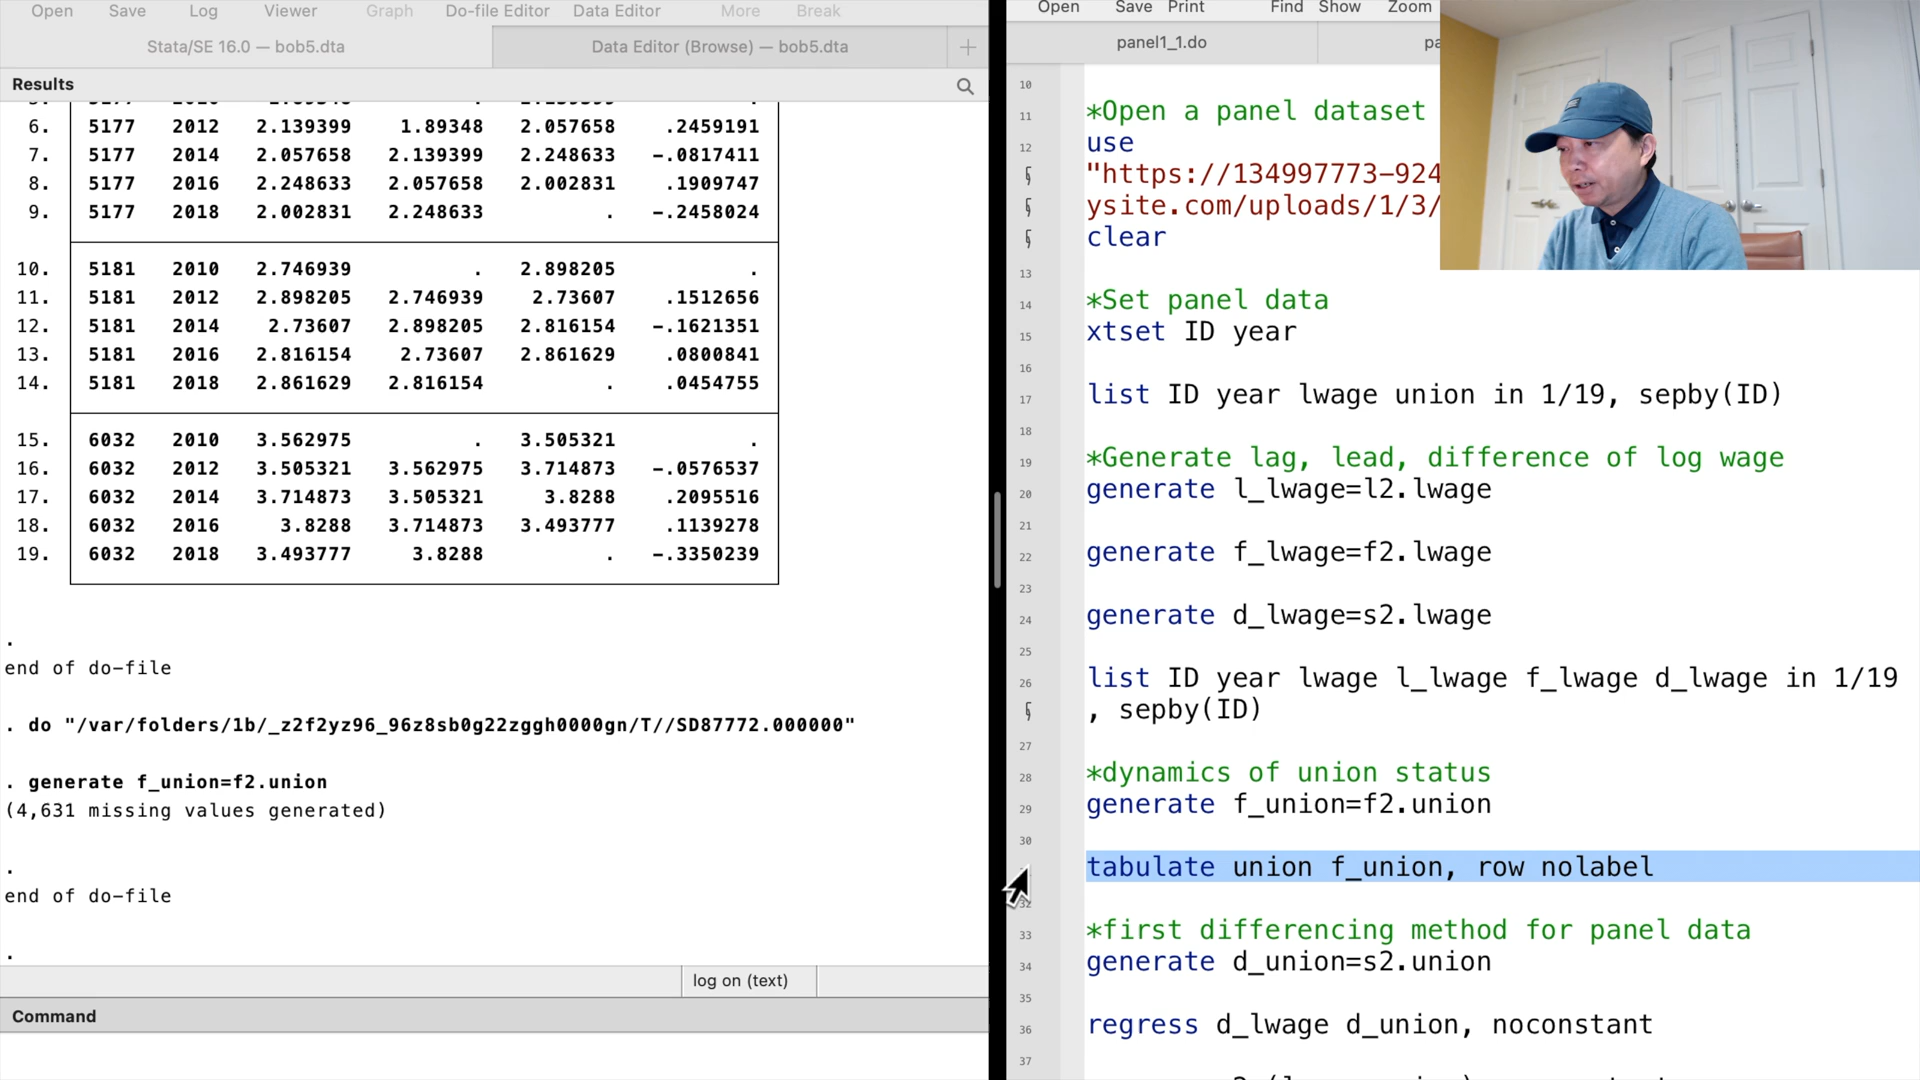 Open Save Log Viewer Graph Do-file Editor Data Editor More Break
Stata/SE 16.0 — bob5.dta
Data Editor (Browse) — bob5.dta
Results
6. 5177 2012 2.139399 1.89348 2.057658 .2459191
7. 5177 2014 2.057658 2.139399 2.248633 -.0817411
8. 5177 2016 2.248633 2.057658 2.002831 .1909747
9. 5177 2018 2.002831 2.248633 . -.2458024
10. 5181 2010 2.746939 . 2.898205 .
11. 5181 2012 2.898205 2.746939 2.73607 .1512656
12. 5181 2014 2.73607 2.898205 2.816154 -.1621351
13. 5181 2016 2.816154 2.73607 2.861629 .0800841
14. 5181 2018 2.861629 2.816154 . .0454755
15. 6032 2010 3.562975 . 3.505321 .
16. 6032 2012 3.505321 3.562975 3.714873 -.0576537
17. 6032 2014 3.714873 3.505321 3.8288 .2095516
18. 6032 2016 3.8288 3.714873 3.493777 .1139278
19. 6032 2018 3.493777 3.8288 . -.3350239
.
end of do-file
. do "/var/folders/1b/_z2f2yz96_96z8sb0g22zggh0000gn/T//SD87772.000000"
. generate f_union=f2.union
(4,631 missing values generated)
.
end of do-file
.
log on (text)
Command
Open Save Print Find Show Zoom
panel1_1.do
pa
10
11 *Open a panel dataset
12 use
"https://134997773-924
ysite.com/uploads/1/3/
clear
13
14 *Set panel data
15 xtset ID year
16
17 list ID year lwage union in 1/19, sepby(ID)
18
19 *Generate lag, lead, difference of log wage
20 generate l_lwage=l2.lwage
21
22 generate f_lwage=f2.lwage
23
24 generate d_lwage=s2.lwage
25
26 list ID year lwage l_lwage f_lwage d_lwage in 1/19
, sepby(ID)
27
28 *dynamics of union status
29 generate f_union=f2.union
30
tabulate union f_union, row nolabel
32
33 *first differencing method for panel data
34 generate d_union=s2.union
35
36 regress d_lwage d_union, noconstant
37